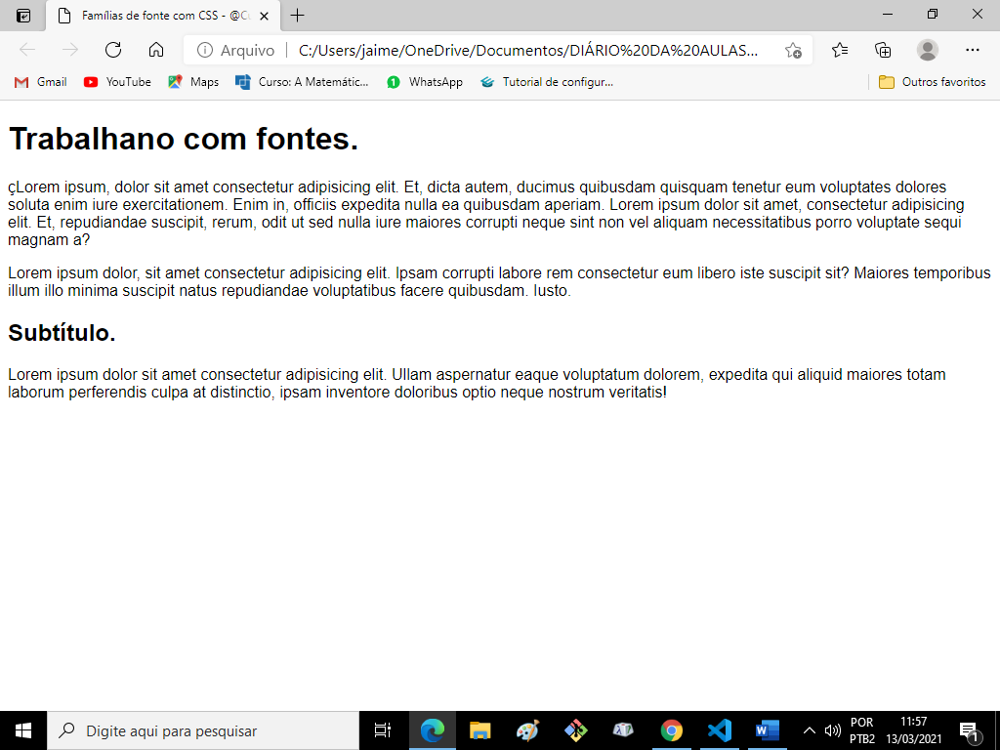 Famílias de fonte com CSS - @Cu
Arquivo
C:/Users/jaime/OneDrive/Documentos/DIÁRIO%20DA%20AULAS...
Gmail
YouTube
Maps
Curso: A Matemátic...
WhatsApp
Tutorial de configur...
Outros favoritos
Trabalhano com fontes.
çLorem ipsum, dolor sit amet consectetur adipisicing elit. Et, dicta autem, ducimus quibusdam quisquam tenetur eum voluptates dolores
soluta enim iure exercitationem. Enim in, officiis expedita nulla ea quibusdam aperiam. Lorem ipsum dolor sit amet, consectetur adipisicing
elit. Et, repudiandae suscipit, rerum, odit ut sed nulla iure maiores corrupti neque sint non vel aliquam necessitatibus porro voluptate sequi
magnam a?
Lorem ipsum dolor, sit amet consectetur adipisicing elit. Ipsam corrupti labore rem consectetur eum libero iste suscipit sit? Maiores temporibus
illum illo minima suscipit natus repudiandae voluptatibus facere quibusdam. Iusto.
Subtítulo.
Lorem ipsum dolor sit amet consectetur adipisicing elit. Ullam aspernatur eaque voluptatum dolorem, expedita qui aliquid maiores totam
laborum perferendis culpa at distinctio, ipsam inventore doloribus optio neque nostrum veritatis!
Digite aqui para pesquisar
POR
PTB2
11:57
13/03/2021
1